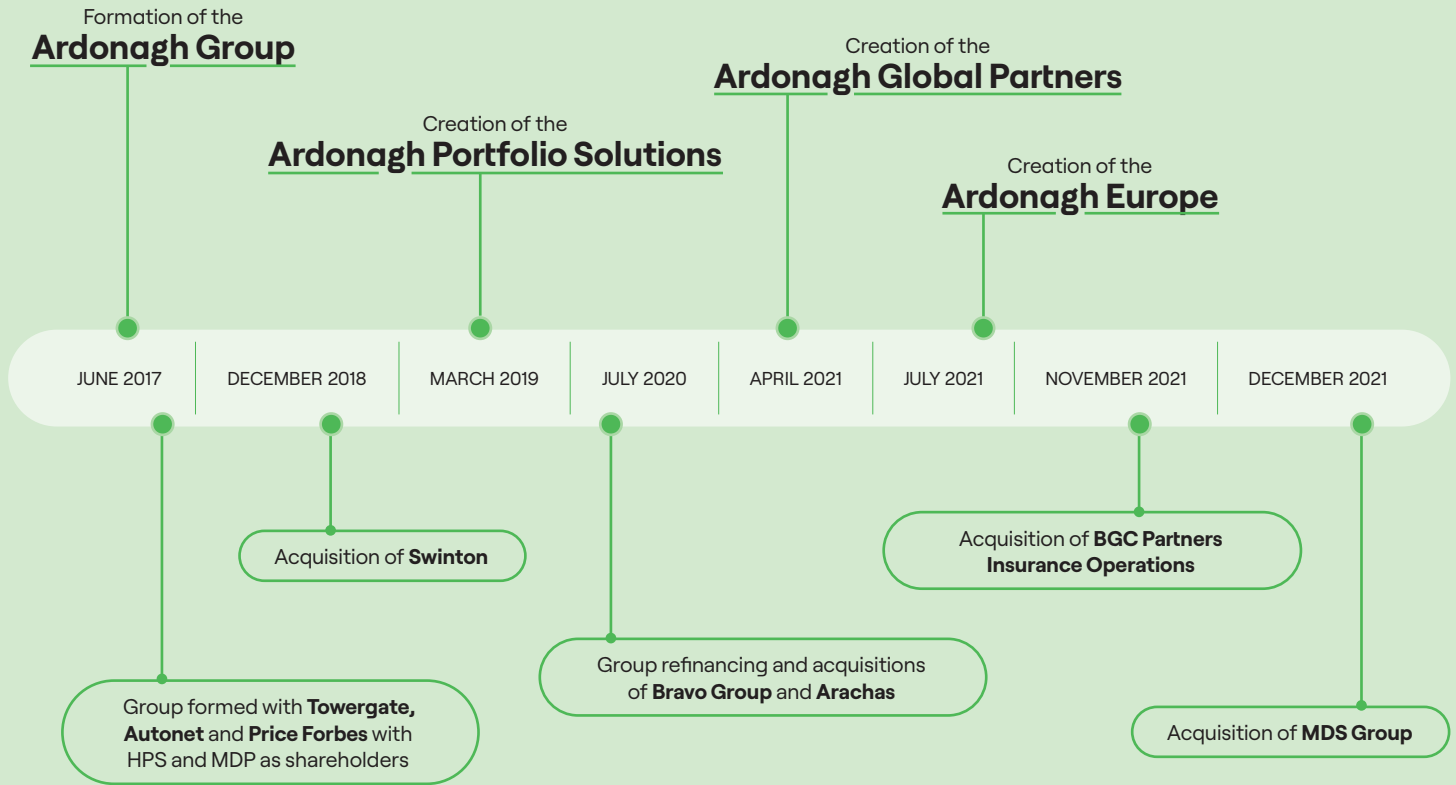 Formation of the
Ardonagh Group
Creation of the
Ardonagh Portfolio Solutions
Creation of the
Ardonagh Global Partners
Creation of the
Ardonagh Europe
JUNE 2017
DECEMBER 2018
MARCH 2019
JULY 2020
APRIL 2021
JULY 2021
NOVEMBER 2021
DECEMBER 2021
Group formed with Towergate,
Autonet and Price Forbes with
HPS and MDP as shareholders
Acquisition of Swinton
Group refinancing and acquisitions
of Bravo Group and Arachas
Acquisition of BGC Partners
Insurance Operations
Acquisition of MDS Group